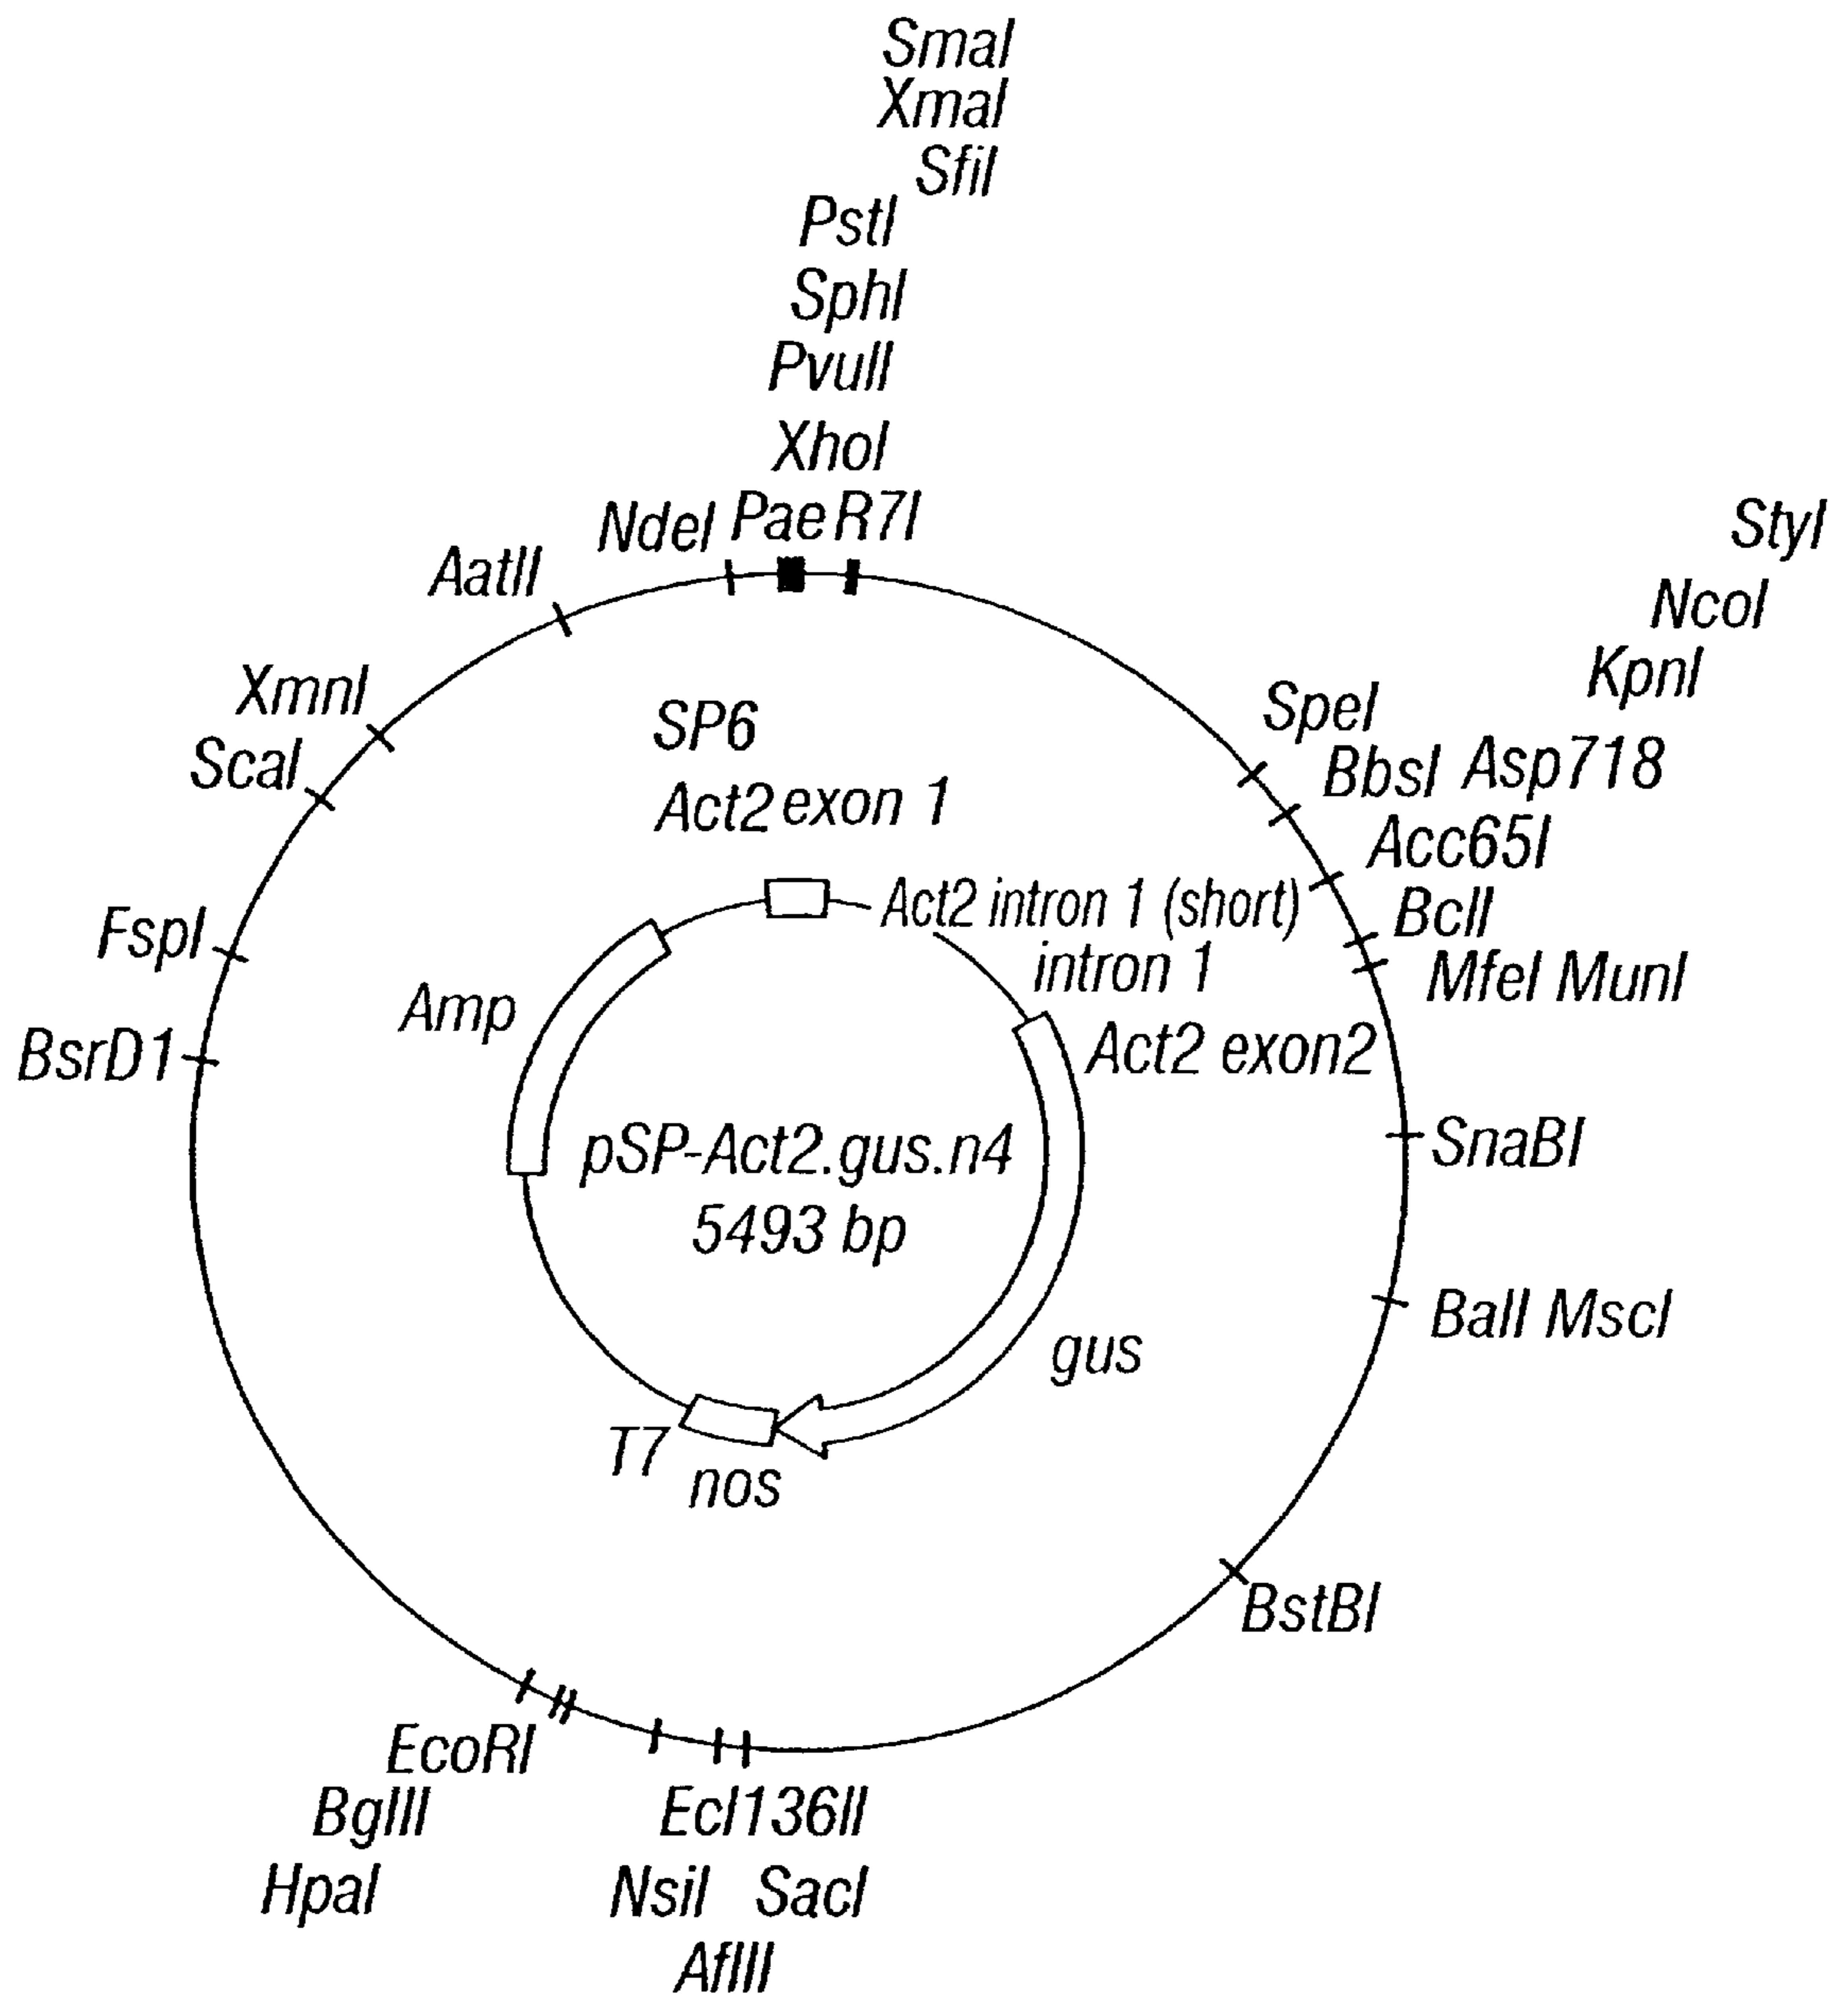 SmaI
XmaI
SfiI
PstI
SphI
PvuII
XhoI
NdeI PaeR7I
AatII
StyI
NcoI
KpnI
XmnI
SpeI
ScaI
BbsI Asp718
Acc65I
SP6
Act2 exon 1
Act2 intron 1 (short)
intron 1
BclI
FspI
MfeI MunI
Amp
BsrD1
Act2 exon2
pSP-Act2.gus.n4
5493 bp
SnaBI
BalI MscI
gus
T7
nos
BstBI
EcoRI
BglII
HpaI
Ecl136II
NsiI SacI
AflII